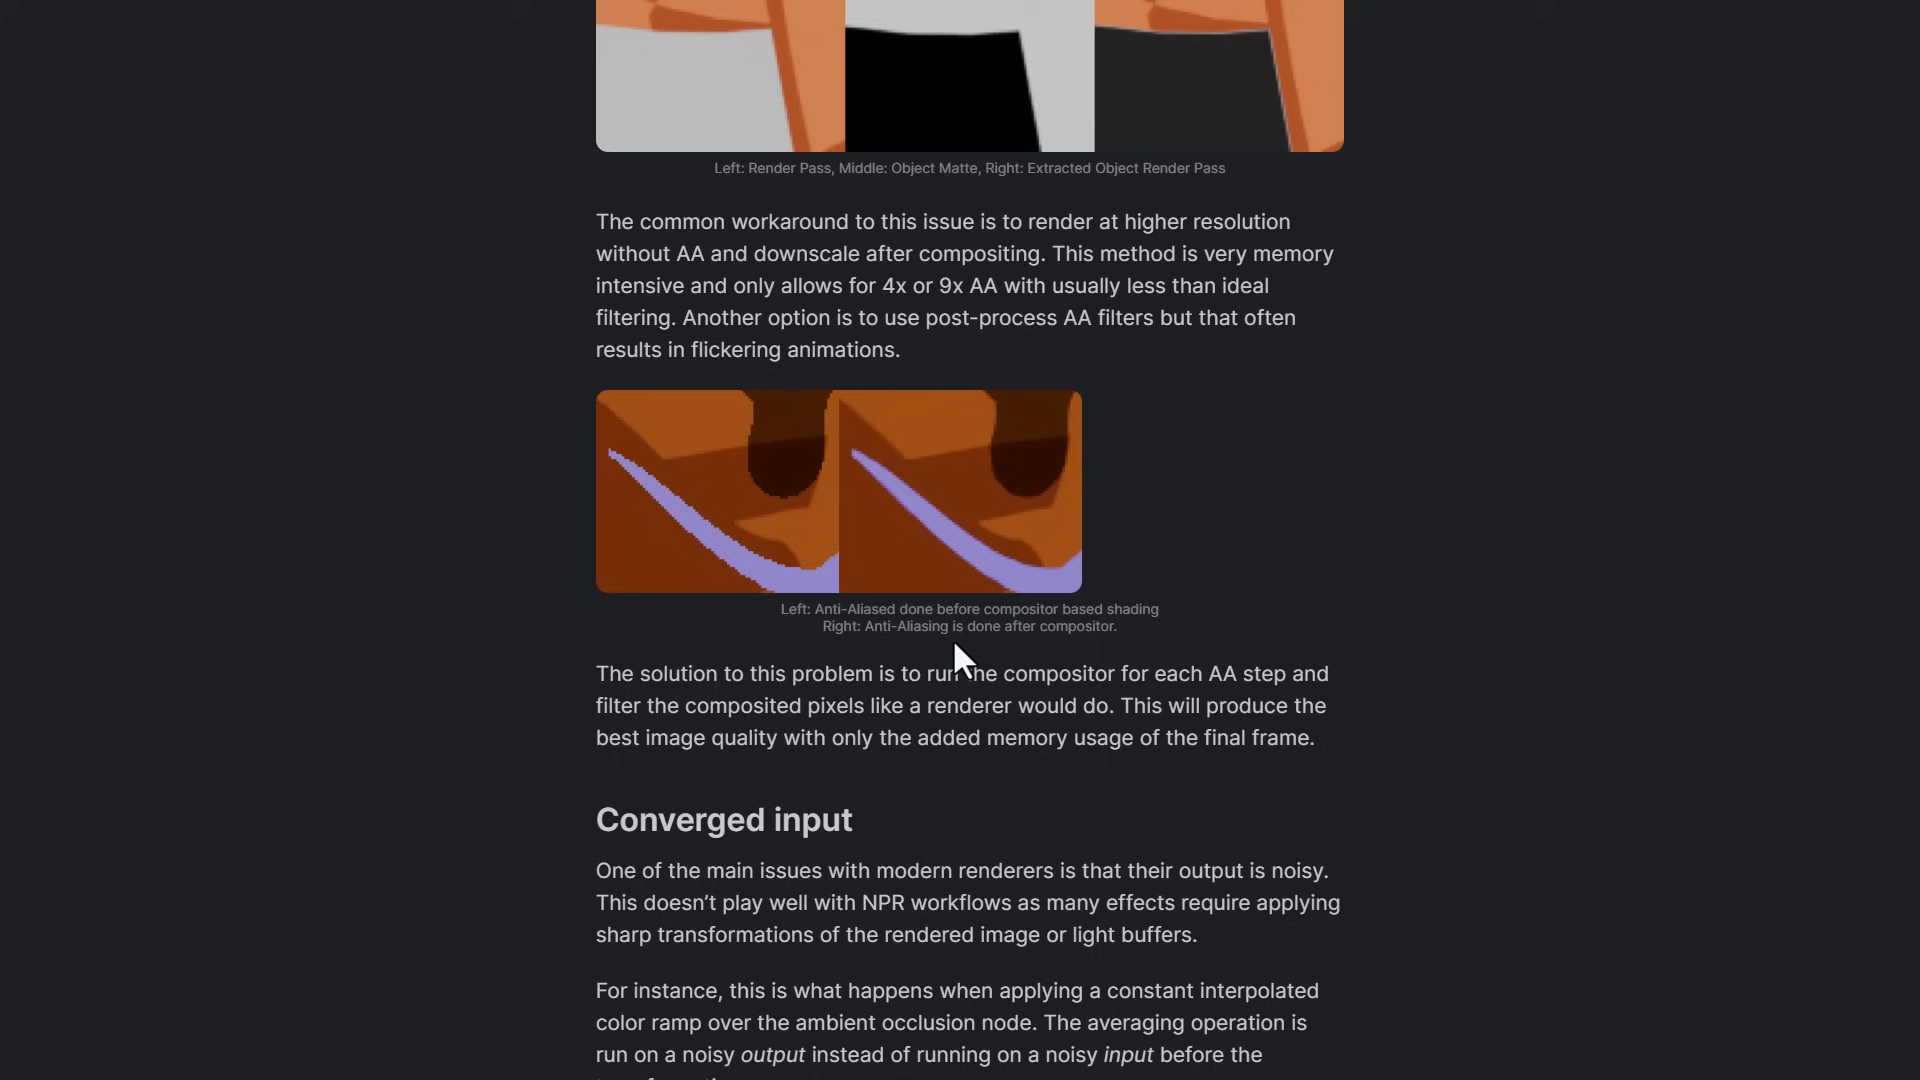 Left: Render Pass, Middle: Object Matte, Right: Extracted Object Render Pass
The common workaround to this issue is to render at higher resolution
without AA and downscale after compositing. This method is very memory
intensive and only allows for 4x or 9x AA with usually less than ideal
filtering. Another option is to use post-process AA filters but that often
results in flickering animations.
Left: Anti-Aliased done before compositor based shading
Right: Anti-Aliasing is done after compositor.
The solution to this problem is to run the compositor for each AA step and
filter the composited pixels like a renderer would do. This will produce the
best image quality with only the added memory usage of the final frame.
Converged input
One of the main issues with modern renderers is that their output is noisy.
This doesn’t play well with NPR workflows as many effects require applying
sharp transformations of the rendered image or light buffers.
For instance, this is what happens when applying a constant interpolated
color ramp over the ambient occlusion node. The averaging operation is
run on a noisy output instead of running on a noisy input before the